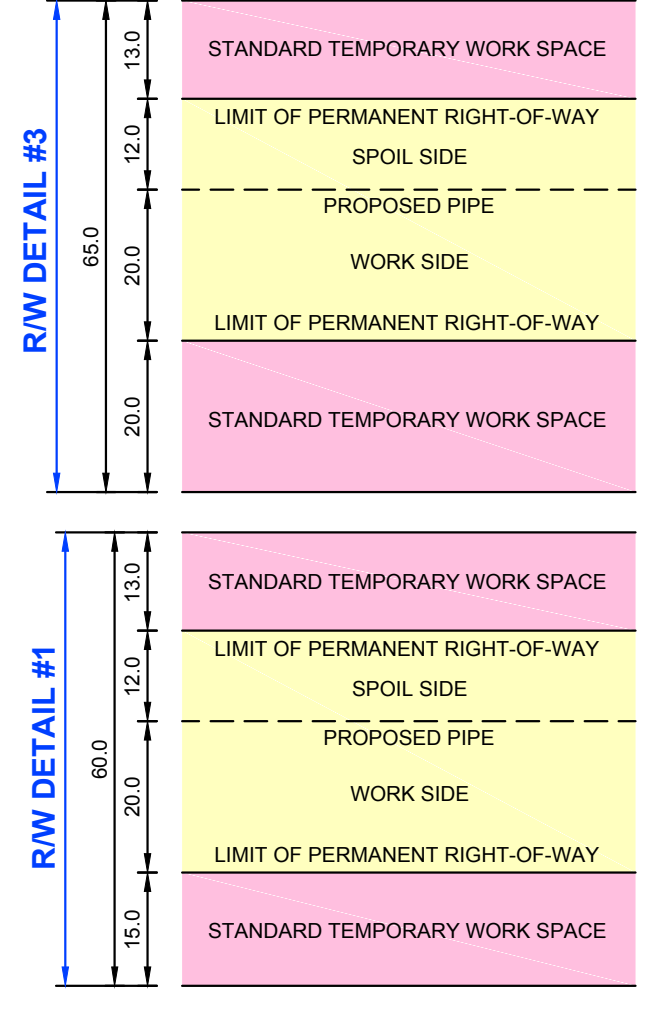 R/W DETAIL #3
65.0
13.0
STANDARD TEMPORARY WORK SPACE
LIMIT OF PERMANENT RIGHT-OF-WAY
12.0
SPOIL SIDE
PROPOSED PIPE
20.0
WORK SIDE
LIMIT OF PERMANENT RIGHT-OF-WAY
20.0
STANDARD TEMPORARY WORK SPACE
R/W DETAIL #1
60.0
13.0
STANDARD TEMPORARY WORK SPACE
LIMIT OF PERMANENT RIGHT-OF-WAY
12.0
SPOIL SIDE
PROPOSED PIPE
20.0
WORK SIDE
LIMIT OF PERMANENT RIGHT-OF-WAY
15.0
STANDARD TEMPORARY WORK SPACE